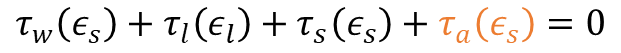 τ_w(ϵ_s) + τ_l(ϵ_l) + τ_s(ϵ_s) + τ_a(ϵ_s) = 0